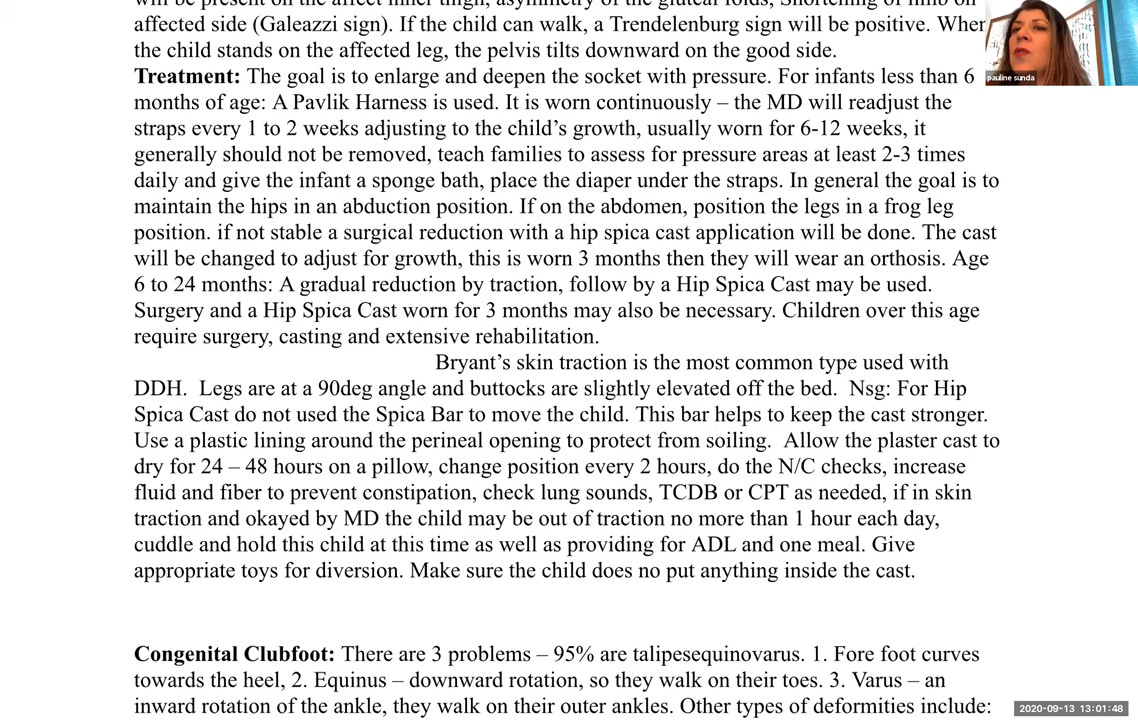 will be present on the affect inner thigh, asymmetry of the gluteal folds, Shortening of limb on
affected side (Galeazzi sign). If the child can walk, a Trendelenburg sign will be positive. When
the child stands on the affected leg, the pelvis tilts downward on the good side.
Treatment: The goal is to enlarge and deepen the socket with pressure. For infants less than 6
months of age: A Pavlik Harness is used. It is worn continuously – the MD will readjust the
straps every 1 to 2 weeks adjusting to the child's growth, usually worn for 6-12 weeks, it
generally should not be removed, teach families to assess for pressure areas at least 2-3 times
daily and give the infant a sponge bath, place the diaper under the straps. In general the goal is to
maintain the hips in an abduction position. If on the abdomen, position the legs in a frog leg
position. if not stable a surgical reduction with a hip spica cast application will be done. The cast
will be changed to adjust for growth, this is worn 3 months then they will wear an orthosis. Age
6 to 24 months: A gradual reduction by traction, follow by a Hip Spica Cast may be used.
Surgery and a Hip Spica Cast worn for 3 months may also be necessary. Children over this age
require surgery, casting and extensive rehabilitation.
Bryant's skin traction is the most common type used with
DDH. Legs are at a 90deg angle and buttocks are slightly elevated off the bed. Nsg: For Hip
Spica Cast do not used the Spica Bar to move the child. This bar helps to keep the cast stronger.
Use a plastic lining around the perineal opening to protect from soiling. Allow the plaster cast to
dry for 24 – 48 hours on a pillow, change position every 2 hours, do the N/C checks, increase
fluid and fiber to prevent constipation, check lung sounds, TCDB or CPT as needed, if in skin
traction and okayed by MD the child may be out of traction no more than 1 hour each day,
cuddle and hold this child at this time as well as providing for ADL and one meal. Give
appropriate toys for diversion. Make sure the child does no put anything inside the cast.
Congenital Clubfoot: There are 3 problems – 95% are talipesequinovarus. 1. Fore foot curves
towards the heel, 2. Equinus – downward rotation, so they walk on their toes. 3. Varus – an
inward rotation of the ankle, they walk on their outer ankles. Other types of deformities include:
pauline sunda
2020-09-13 13:01:48